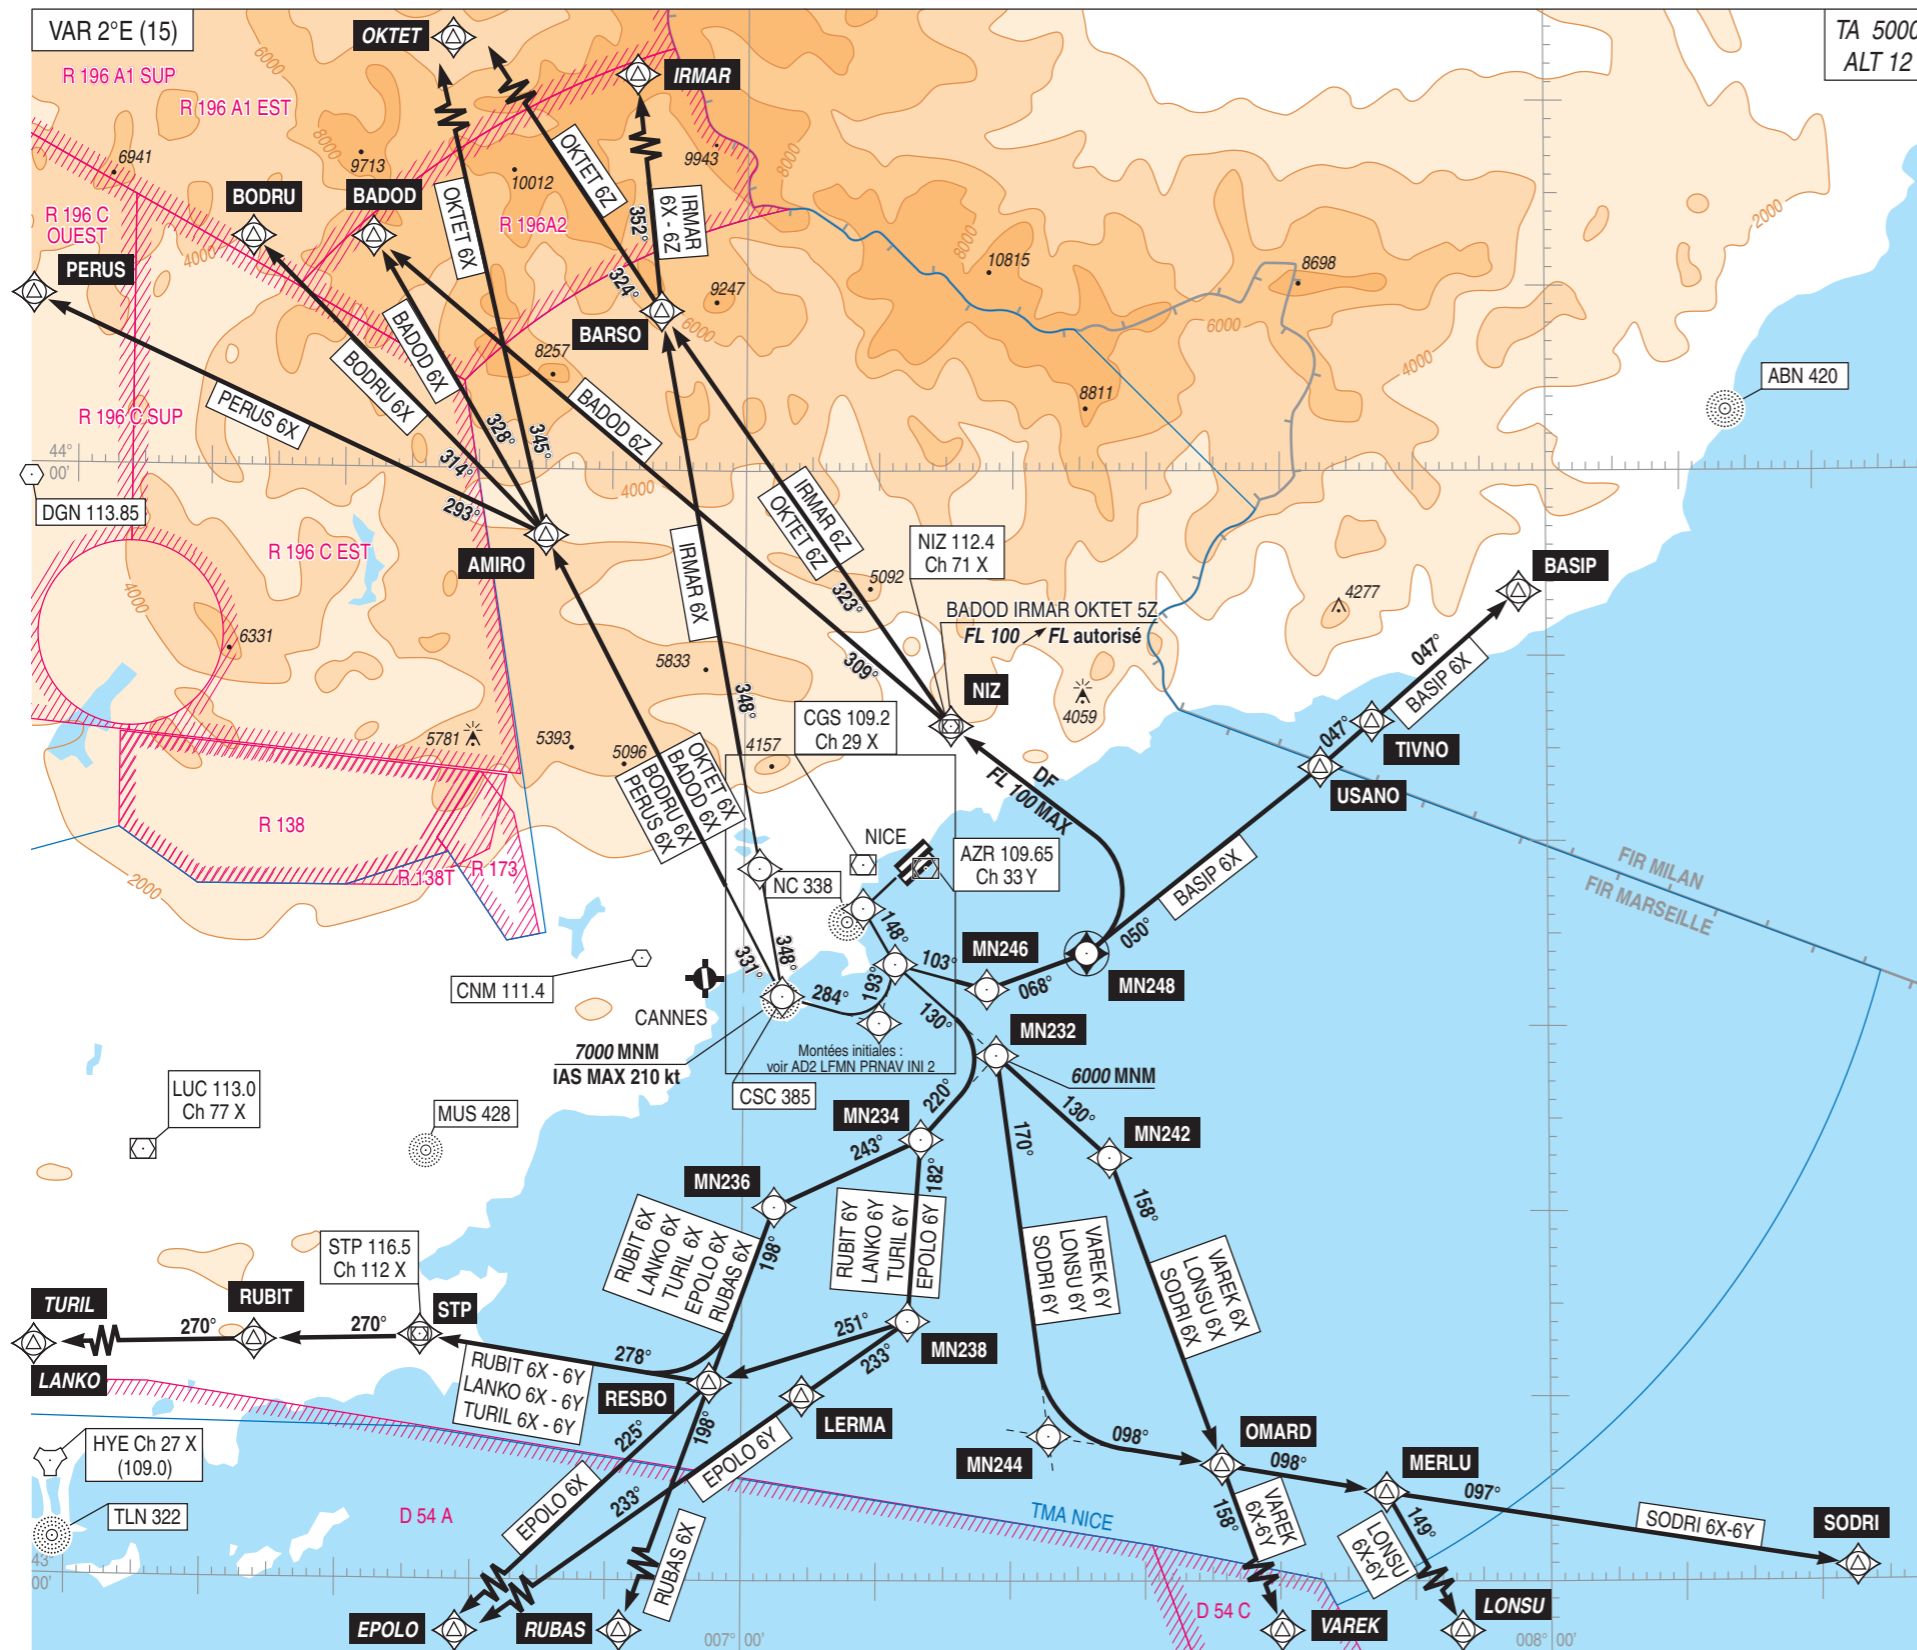 VAR 2°E (15)
OKTET
IRMAR
TA 5000
ALT 12
R 196 A1 SUP
R 196 A1 EST
6000
8000
6941
9713
10012
9943
8000
R 196 C
OUEST
BODRU
BADOD
OKTET 6X
R 196A2
OKTET 6Z
352°
IRMAR
6X - 6Z
2000
4000
PERUS
324°
BARSO
9247
6000
8000
10815
8698
6000
4000
R 196 C SUP
PERUS 6X
BODRU 6X
BADOD 6X
8257
BADOD 6Z
8811
ABN 420
44°
00'
DGN 113.85
314°
328°
345°
293°
4000
IRMAR 6Z
OKTET 6Z
R 196 C EST
AMIRO
IRMAR 6X
323°
NIZ 112.4
Ch 71 X
5092
BASIP
4000
6331
BADOD IRMAR OKTET 5Z
FL 100 FL autorisé
4277
5833
309°
047°
BASIP 6X
348°
NIZ
4059
CGS 109.2
Ch 29 X
5781
5393
5096
4157
047°
TIVNO
USANO
OKTET 6X
BADOD 6X
BODRU 6X
PERUS 6X
DF
FL 100 MAX
R 138
R 138T
R 173
2000
NICE
AZR 109.65
Ch 33 Y
NC 338
BASIP 6X
FIR MILAN
FIR MARSEILLE
148°
103°
MN246
050°
068°
MN248
CNM 111.4
331°
348°
284°
193°
130°
CANNES
MN232
7000 MNM
IAS MAX 210 kt
Montées initiales :
voir AD2 LFMN PRNAV INI 2
6000 MNM
CSC 385
LUC 113.0
Ch 77 X
MUS 428
MN234
220°
130°
MN242
170°
243°
182°
MN236
158°
198°
RUBIT 6X
LANKO 6X
TURIL 6X
EPOLO 6X
RUBAS 6X
RUBIT 6Y
LANKO 6Y
TURIL 6Y
EPOLO 6Y
VAREK 6Y
LONSU 6Y
SODRI 6Y
VAREK 6X
LONSU 6X
SODRI 6X
STP 116.5
Ch 112 X
TURIL
RUBIT
STP
270°
270°
LANKO
278°
251°
233°
MN238
RUBIT 6X - 6Y
LANKO 6X - 6Y
TURIL 6X - 6Y
RESBO
LERMA
225°
198°
EPOLO 6Y
HYE Ch 27 X
(109.0)
MN244
098°
OMARD
098°
MERLU
097°
TLN 322
D 54 A
EPOLO 6X
233°
RUBAS 6X
TMA NICE
158°
VAREK
6X-6Y
149°
LONSU
6X-6Y
SODRI 6X-6Y
SODRI
43°
00'
EPOLO
RUBAS
007° 00'
D 54 C
VAREK
LONSU
008° 00'